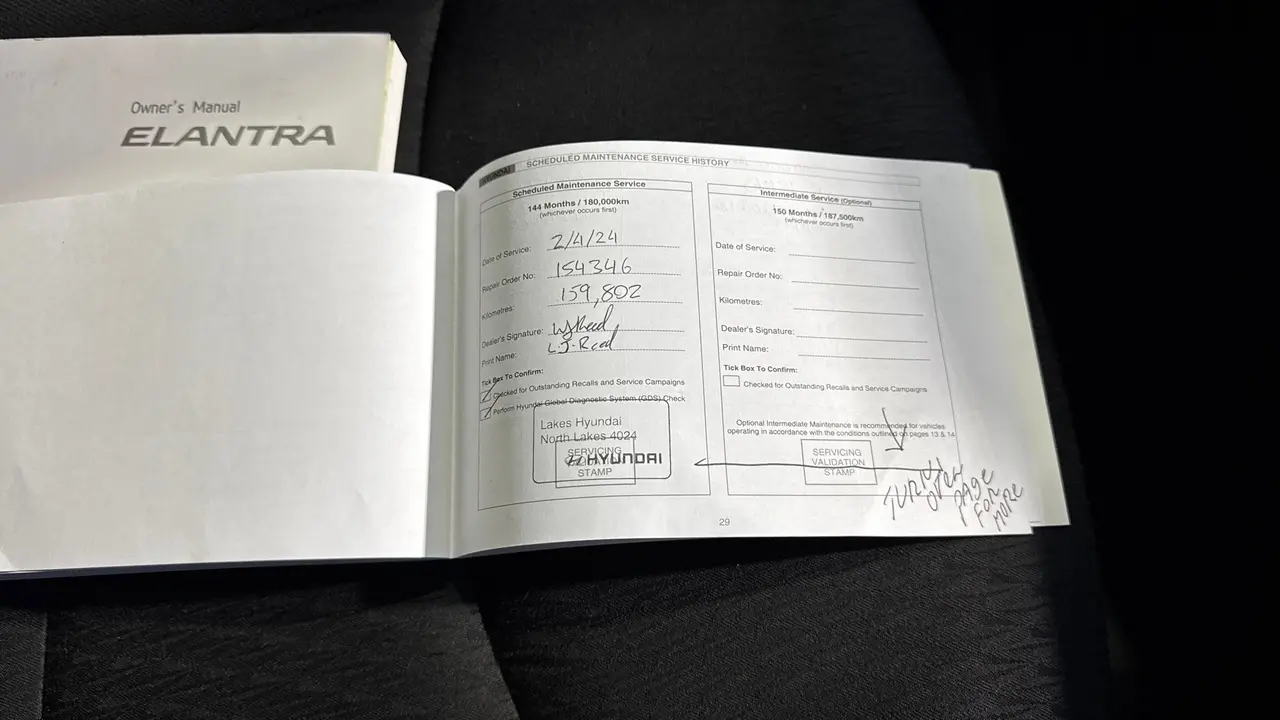 Owner's Manual
ELANTRA
HYUNDAI SCHEDULED MAINTENANCE SERVICE HISTORY
Scheduled Maintenance Service
144 Months / 180,000km
(whichever occurs first)
Date of Service: 2/4/24
Repair Order No: 154346
Kilometres: 159,802
Dealer's Signature:
Print Name: L.J. Reed
Tick Box To Confirm:
Checked for Outstanding Recalls and Service Campaigns
Perform Hyundai Global Diagnostic System (GDS) Check
Lakes Hyundai
North Lakes 4024
HYUNDAI
SERVICING
VALIDATION
STAMP
Intermediate Service (Optional)
150 Months / 187,500km
(whichever occurs first)
Date of Service:
Repair Order No:
Kilometres:
Dealer's Signature:
Print Name:
Tick Box To Confirm:
Checked for Outstanding Recalls and Service Campaigns
Optional Intermediate Maintenance is recommended for vehicles
operating in accordance with the conditions outlined on pages 13 & 14
SERVICING
VALIDATION
STAMP
TURN
OVER
PAGE
FOR
MORE
29